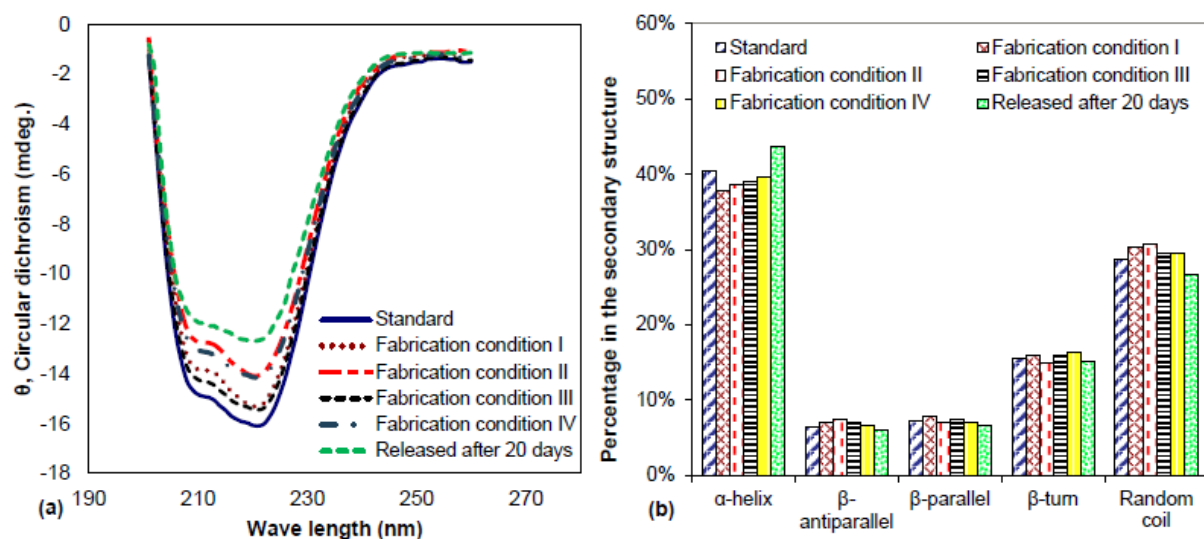 0
-2
-4
-6
-8
-10
-12
-14
-16
-18
θ, Circular dichroism (mdeg.)
Standard
Fabrication condition I
Fabrication condition II
Fabrication condition III
Fabrication condition IV
Released after 20 days
190 210 230 250 270
(a)
Wave length (nm)
60%
50%
40%
30%
20%
10%
0%
Percentage in the secondary structure
Standard Fabrication condition I
Fabrication condition II Fabrication condition III
Fabrication condition IV Released after 20 days
α-helix β- β-parallel β-turn Random
antiparallel coil
(b)